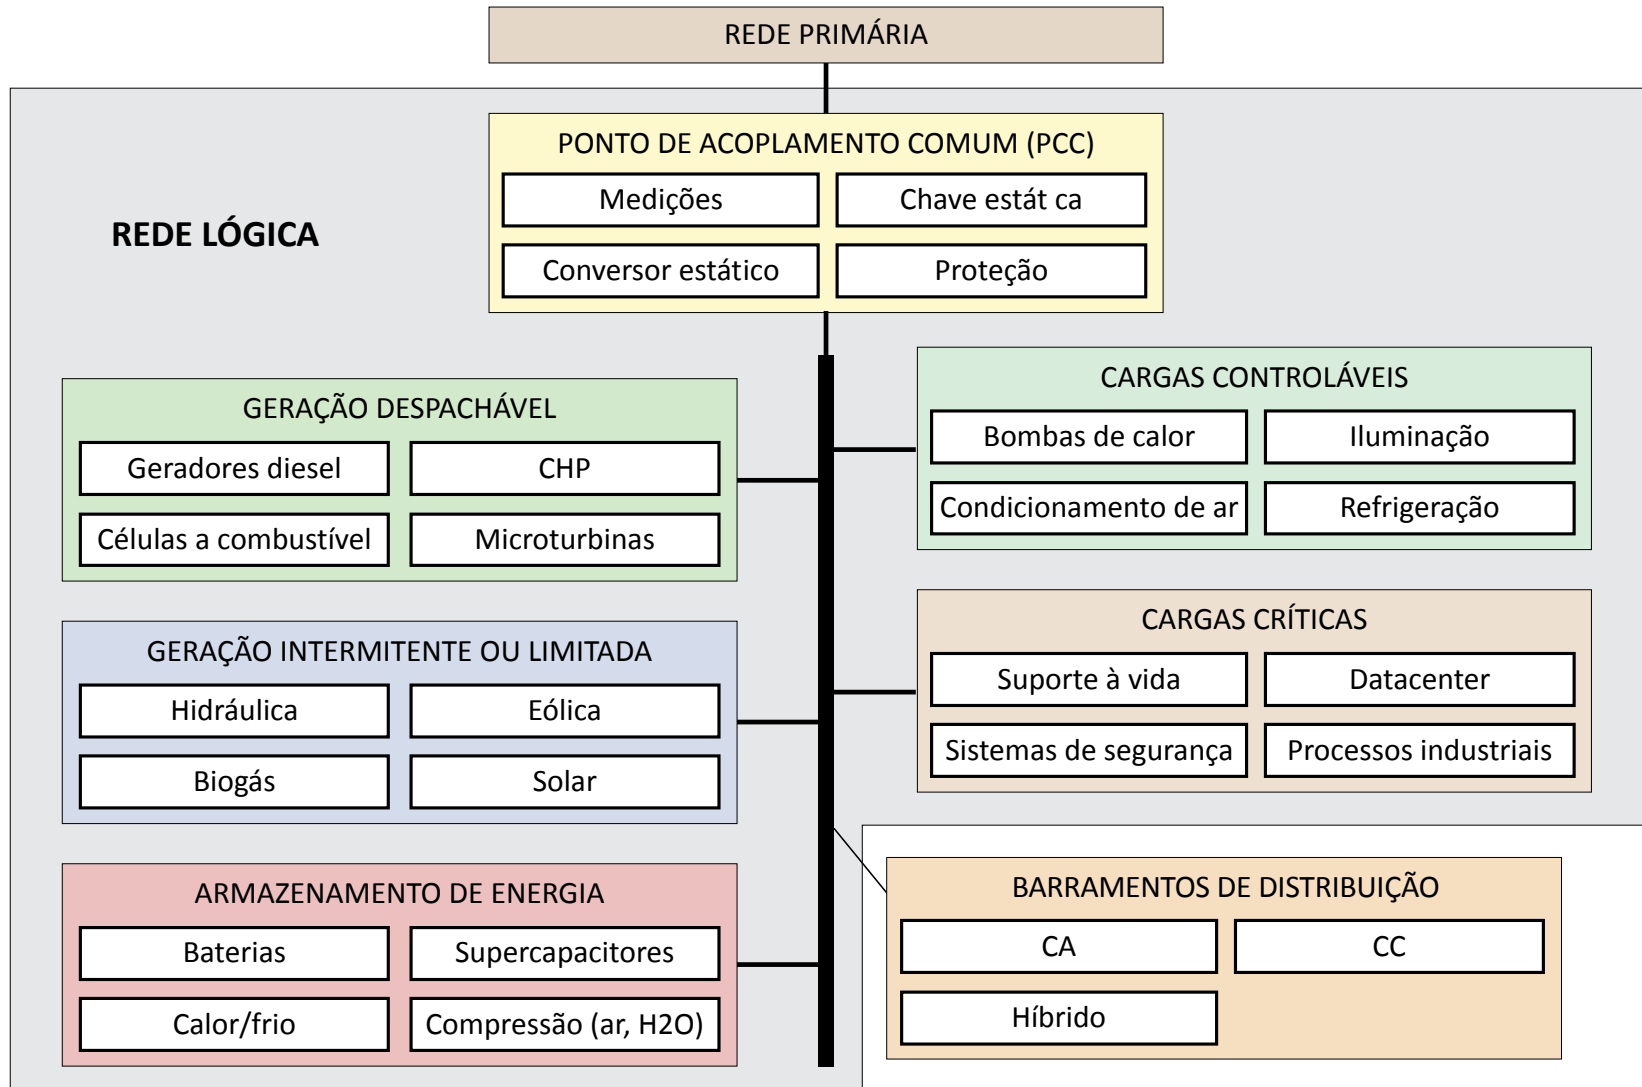 REDE PRIMÁRIA
PONTO DE ACOPLAMENTO COMUM (PCC)
Medições
Chave estát ca
Conversor estático
Proteção
REDE LÓGICA
GERAÇÃO DESPACHÁVEL
Geradores diesel
CHP
Células a combustível
Microturbinas
CARGAS CONTROLÁVEIS
Bombas de calor
Iluminação
Condicionamento de ar
Refrigeração
GERAÇÃO INTERMITENTE OU LIMITADA
Hidráulica
Eólica
Biogás
Solar
CARGAS CRÍTICAS
Suporte à vida
Datacenter
Sistemas de segurança
Processos industriais
ARMAZENAMENTO DE ENERGIA
Baterias
Supercapacitores
Calor/frio
Compressão (ar, H2O)
BARRAMENTOS DE DISTRIBUIÇÃO
CA
CC
Híbrido